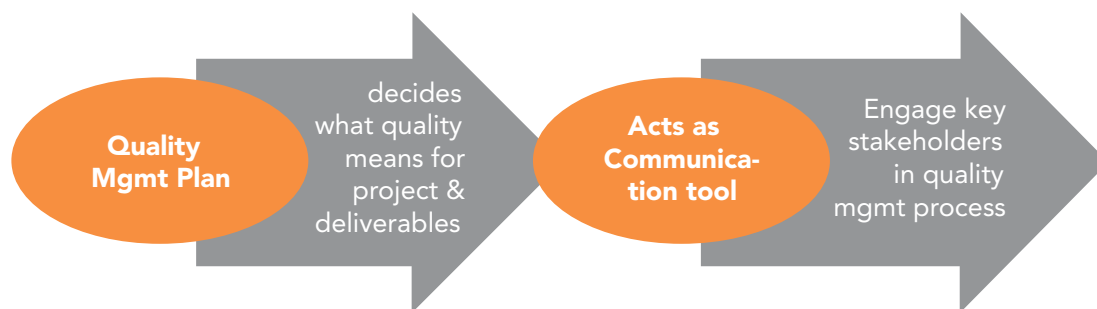 Quality
Mgmt Plan
decides
what quality
means for
project &
deliverables
Acts as
Communica-
tion tool
Engage key
stakeholders
in quality
mgmt process